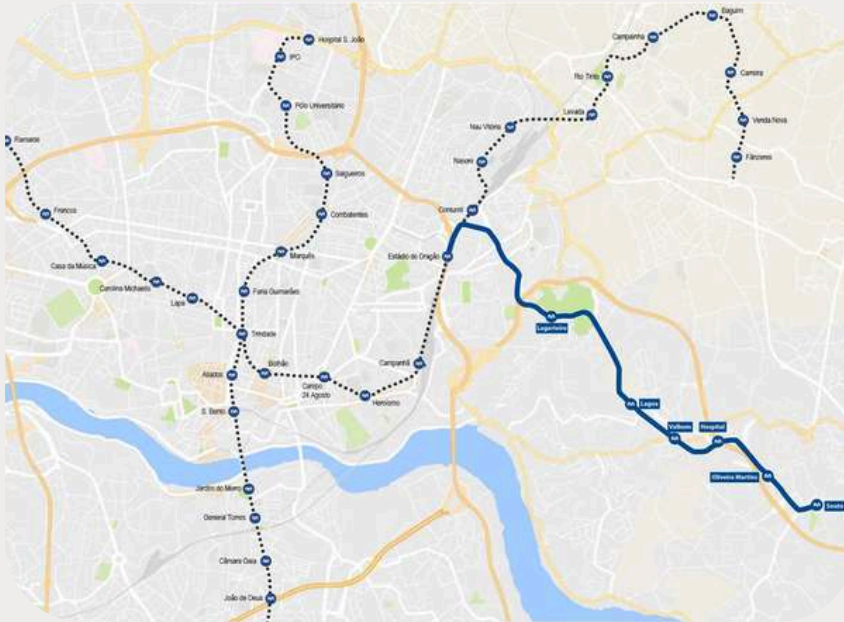 Hospital S. João
IPO
Pólo Universitário
Salgueiros
Combatentes
Marquês
Faria Guimarães
Trindade
Ramalde
Francos
Casa da Música
Carolina Michaelis
Lapa
Aliados
S. Bento
Bolhão
Campo
24 Agosto
Heroísmo
Campanhã
Estádio do Dragão
Contumil
Nasoni
Nau Vitória
Levada
Rio Tinto
Campainha
Baguim
Carreira
Venda Nova
Fânzeres
Lagarteiro
Lagoa
Valbom
Hospital
Oliveira Martins
Souto
Jardim do Morro
General Torres
Câmara Gaia
João de Deus